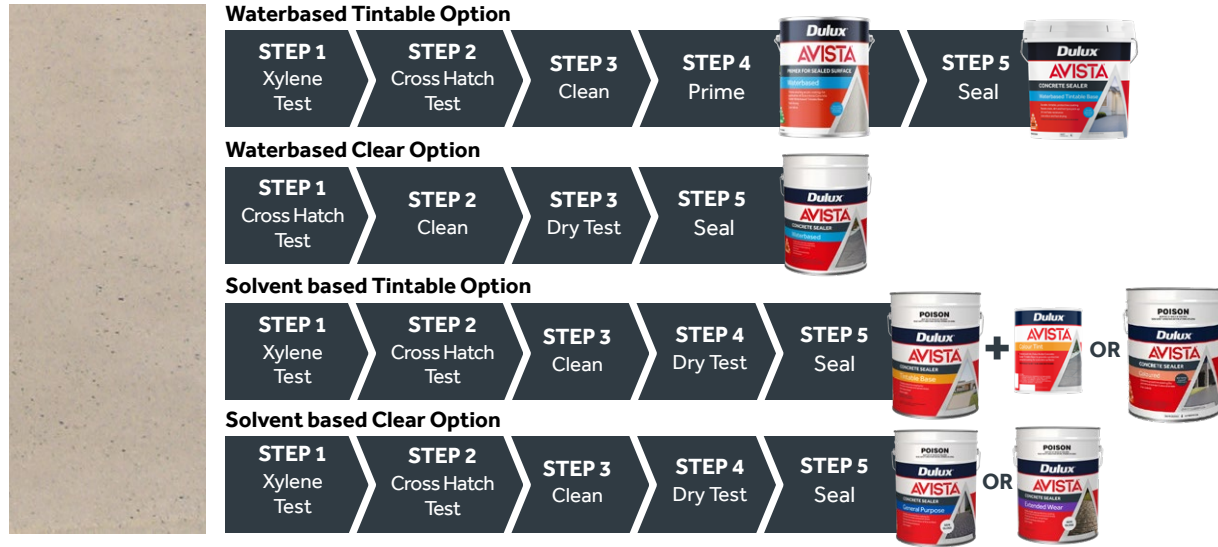 Waterbased Tintable Option
STEP 1
Xylene
Test
STEP 2
Cross Hatch
Test
STEP 3
Clean
STEP 4
Prime
Dulux
AVISTA
PRIMER FOR SEALED SURFACE
Waterbased
STEP 5
Seal
Dulux
AVISTA
CONCRETE SEALER
Waterbased Tintable Base
Waterbased Clear Option
STEP 1
Cross Hatch
Test
STEP 2
Clean
STEP 3
Dry Test
STEP 5
Seal
Dulux
AVISTA
CONCRETE SEALER
Waterbased
Solvent based Tintable Option
STEP 1
Xylene
Test
STEP 2
Cross Hatch
Test
STEP 3
Clean
STEP 4
Dry Test
STEP 5
Seal
POISON
Dulux
AVISTA
CONCRETE SEALER
Tintable Base
+
Dulux
AVISTA
Colour Tint
OR
POISON
Dulux
AVISTA
CONCRETE SEALER
Coloured
Solvent based Clear Option
STEP 1
Xylene
Test
STEP 2
Cross Hatch
Test
STEP 3
Clean
STEP 4
Dry Test
STEP 5
Seal
POISON
Dulux
AVISTA
CONCRETE SEALER
General Purpose
OR
POISON
Dulux
AVISTA
CONCRETE SEALER
Extended Wear